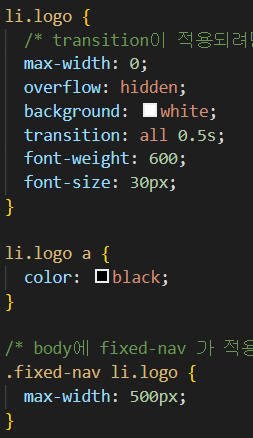 li.logo {
/* transition이 적용되려면
max-width: 0;
overflow: hidden;
background: white;
transition: all 0.5s;
font-weight: 600;
font-size: 30px;
}
li.logo a {
color: black;
}
/* body에 fixed-nav 가 적용
.fixed-nav li.logo {
max-width: 500px;
}